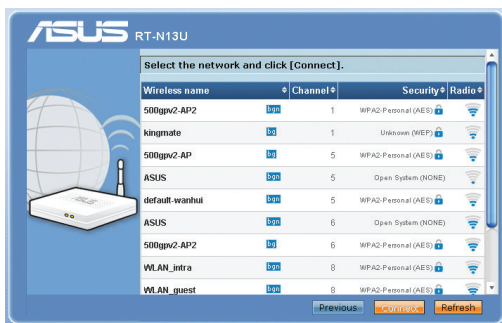 ASUS RT-N13U
Select the network and click [Connect].
Wireless name Channel Security Radio
500gpv2-AP2 bgn 1 WPA2-Personal (AES)
kingmate bg 1 Unknown (WEP)
500gpv2-AP bgn 5 WPA2-Personal (AES)
ASUS bgn 5 Open System (NONE)
default-wanhui bgn 5 WPA2-Personal (AES)
ASUS bgn 6 Open System (NONE)
500gpv2-AP2 bg 6 WPA2-Personal (AES)
WLAN_intra bgn 8 WPA2-Personal (AES)
WLAN_guest bgn 8 WPA2-Personal (AES)
Previous Connect Refresh